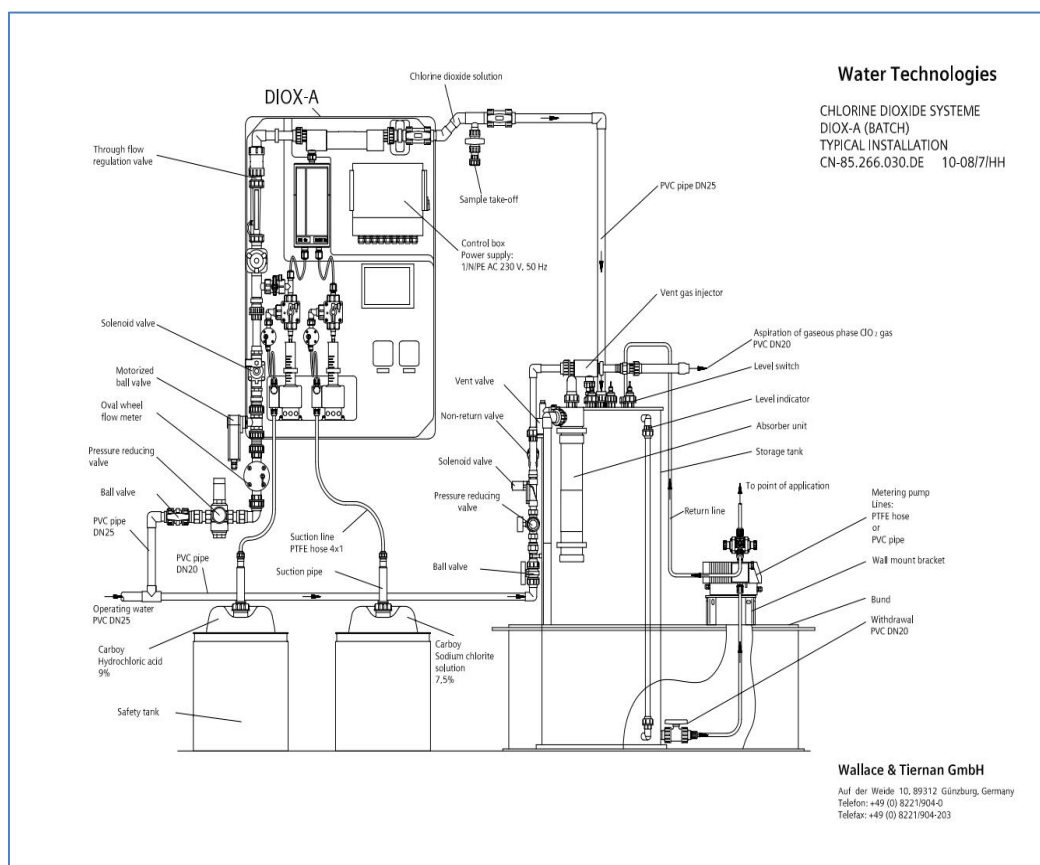 Water Technologies
CHLORINE DIOXIDE SYSTEME
DIOX-A (BATCH)
TYPICAL INSTALLATION
CN-85.266.030.DE 10-08/7/HH
DIOX-A
Chlorine dioxide solution
Through flow
regulation valve
Sample take-off
PVC pipe DN25
Control box
Power supply:
1/N/PE AC 230 V, 50 Hz
Vent gas injector
Solenoid valve
Aspiration of gaseous phase ClO₂ gas
PVC DN20
Motorized
ball valve
Vent valve
Level switch
Oval wheel
flow meter
Non-return valve
Level indicator
Absorber unit
Pressure reducing
valve
Solenoid valve
Storage tank
Ball valve
Pressure reducing
valve
To point of application
Metering pump
Lines:
PTFE hose
or
PVC pipe
PVC pipe
DN25
Suction line
PTFE hose 4x1
Return line
PVC pipe
DN20
Suction pipe
Ball valve
Wall mount bracket
Operating water
PVC DN25
Bund
Withdrawal
PVC DN20
Carboy
Hydrochloric acid
9%
Carboy
Sodium chlorite
solution
7,5%
Safety tank
Wallace & Tiernan GmbH
Auf der Weide 10, 89312 Günzburg, Germany
Telefon: +49 (0) 8221/904-0
Telefax: +49 (0) 8221/904-203